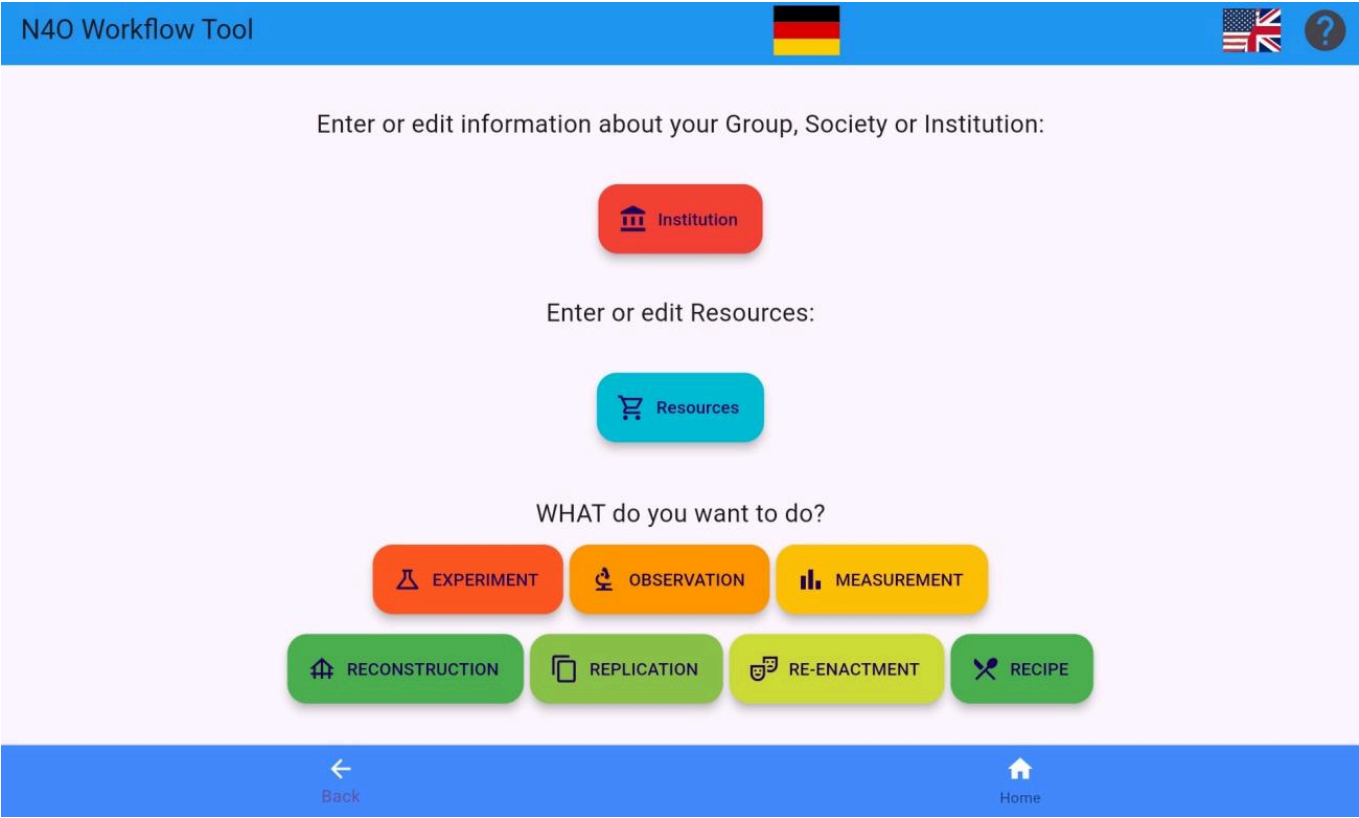 N4O Workflow Tool
Enter or edit information about your Group, Society or Institution:
Institution
Enter or edit Resources:
Resources
WHAT do you want to do?
EXPERIMENT OBSERVATION MEASUREMENT
RECONSTRUCTION REPLICATION RE-ENACTMENT RECIPE
Back Home